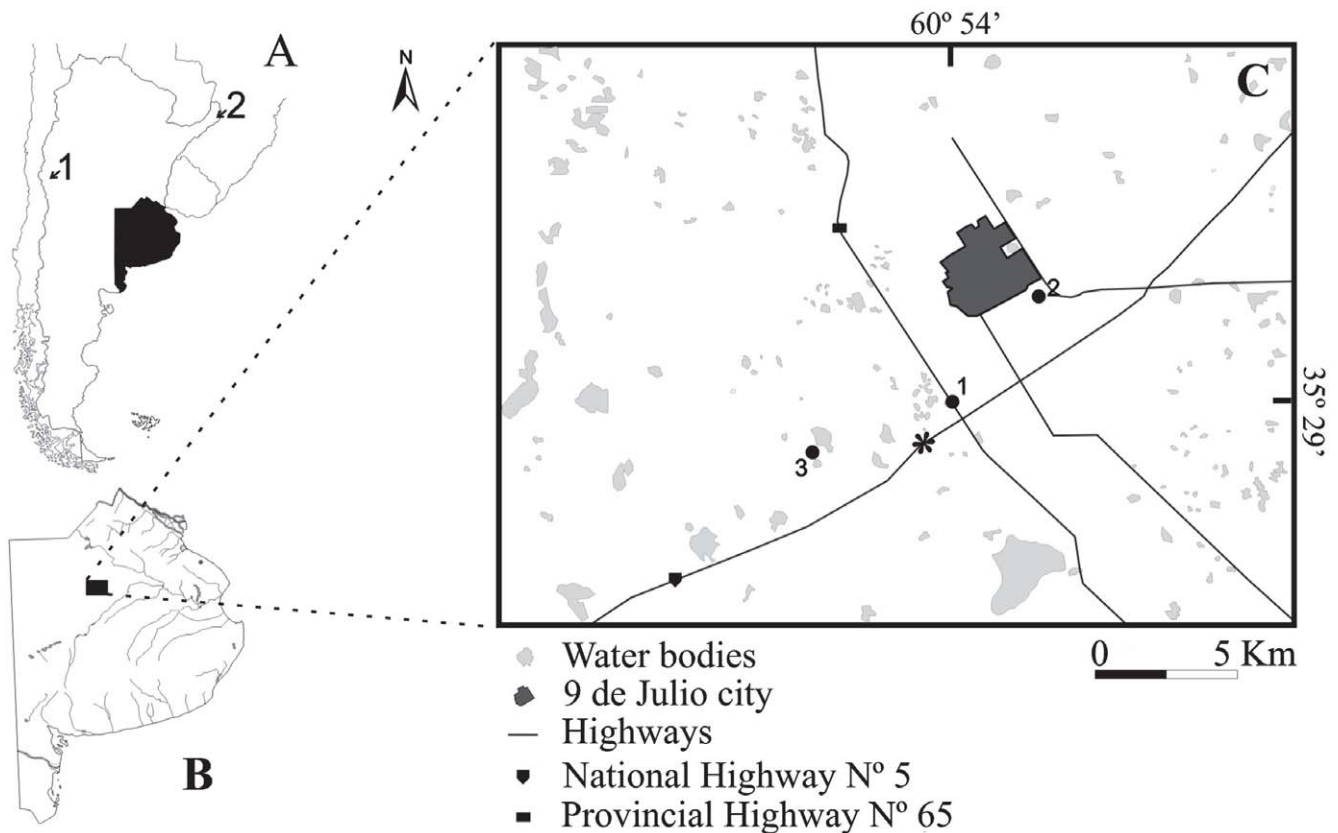 A
N
1
2
B
60º 54’
C
2
1
3
35º 29’
0 5 Km
Water bodies
9 de Julio city
Highways
National Highway Nº 5
Provincial Highway Nº 65